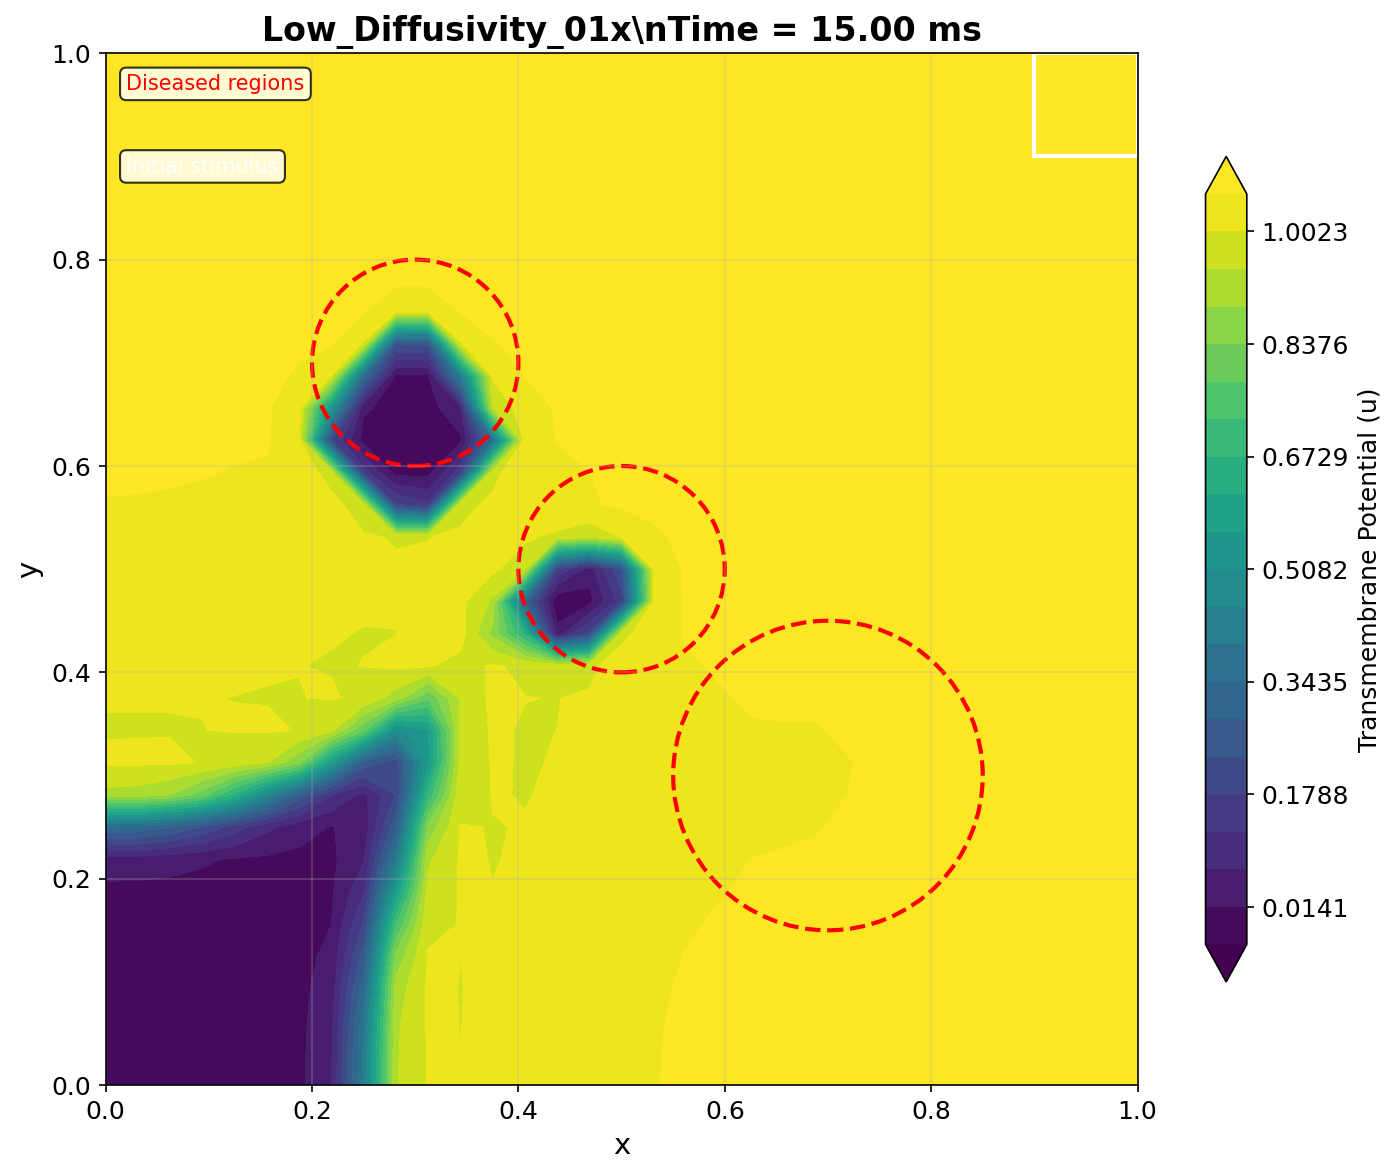 Low_Diffusivity_01x\nTime = 15.00 ms
Diseased regions
Initial stimulus
1.0
0.8
0.6
0.4
0.2
0.0
y
0.0 0.2 0.4 0.6 0.8 1.0
x
1.0023
0.8376
0.6729
0.5082
0.3435
0.1788
0.0141
Transmembrane Potential (u)